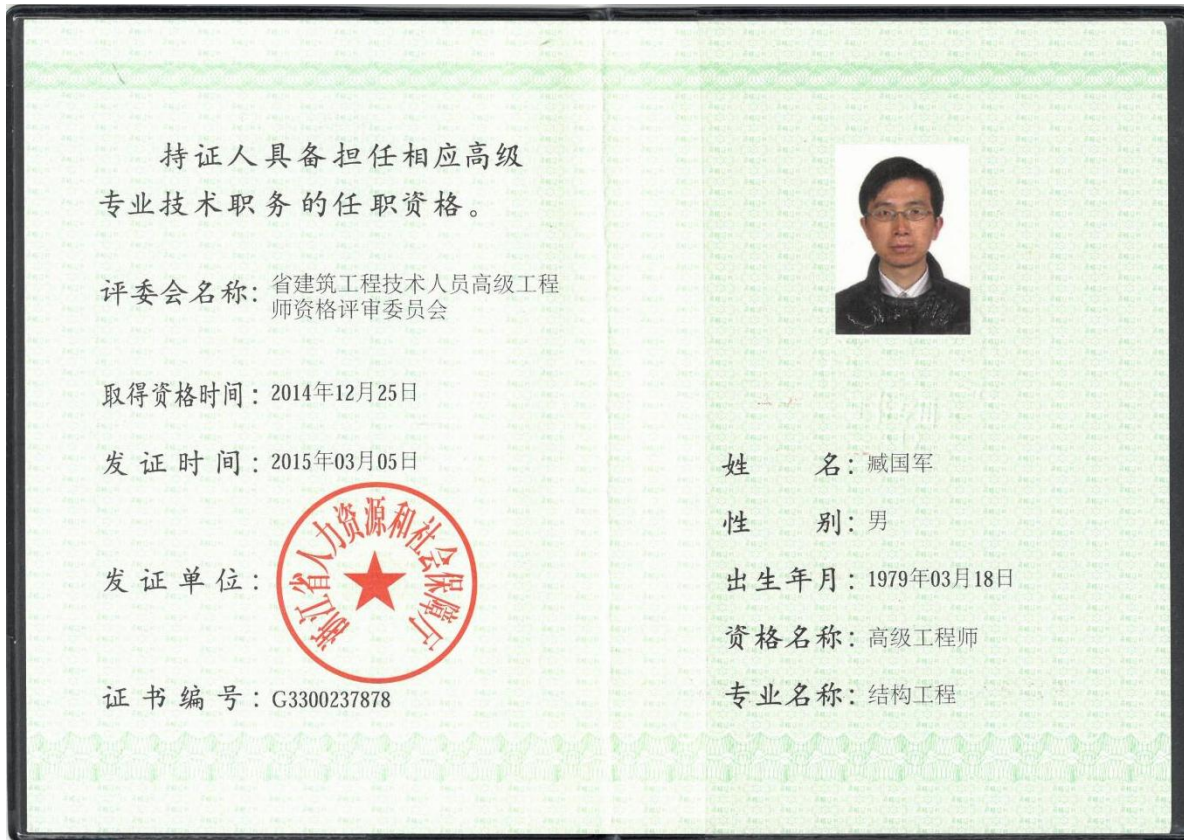 持证人具备担任相应高级
专业技术职务的任职资格。
评委会名称：省建筑工程技术人员高级工程
师资格评审委员会
取得资格时间：2014年12月25日
发证时间：2015年03月05日
发证单位：
浙江省人力资源和社会保障厅
证书编号：G3300237878
姓名：臧国军
性别：男
出生年月：1979年03月18日
资格名称：高级工程师
专业名称：结构工程